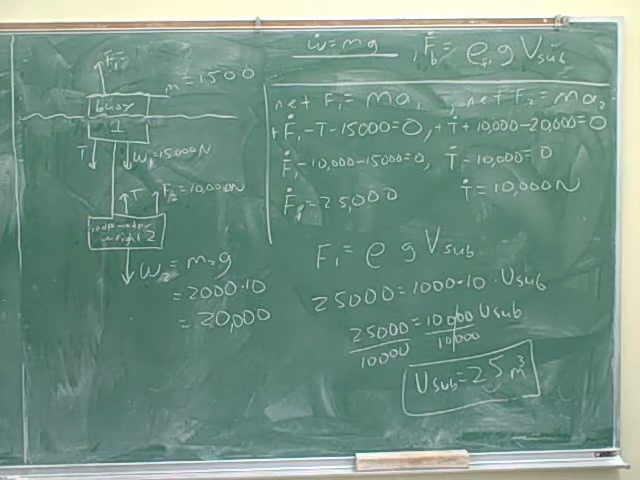 w = mg
F_b = ρ_f g V_sub
F_1
m = 1500
buoy
1
T
W_1 = 15000 N
T
F_2 = 10,000 N
2
W_2 = m_2 g
= 2000·10
= 20,000
net F_1 = ma_1, net F_2 = ma_2
+F_1 - T - 15000 = 0, + T + 10,000 - 20,000 = 0
F_1 - 10,000 - 15000 = 0, T - 10,000 = 0
F_1 = 25,000
T = 10,000 N
F_1 = ρ g V_sub
25000 = 1000·10·V_sub
25000 = 10000 V_sub
10000 10000
V_sub = 2.5 m^3